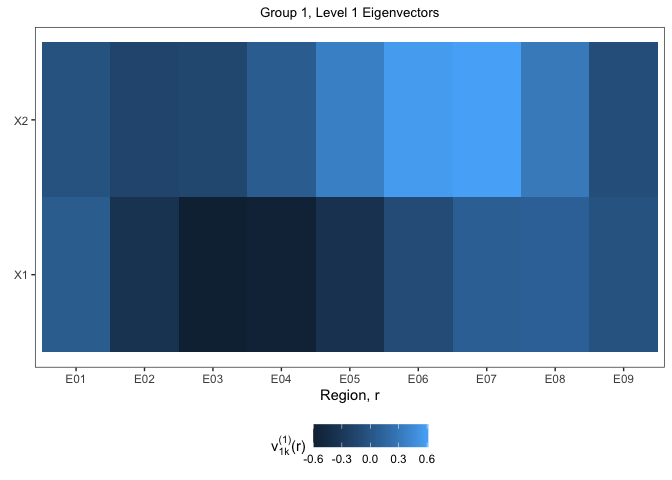 Group 1, Level 1 Eigenvectors
X2
X1
E01 E02 E03 E04 E05 E06 E07 E08 E09
Region, r
v_{1k}^{(1)}(r)
-0.6 -0.3 0.0 0.3 0.6